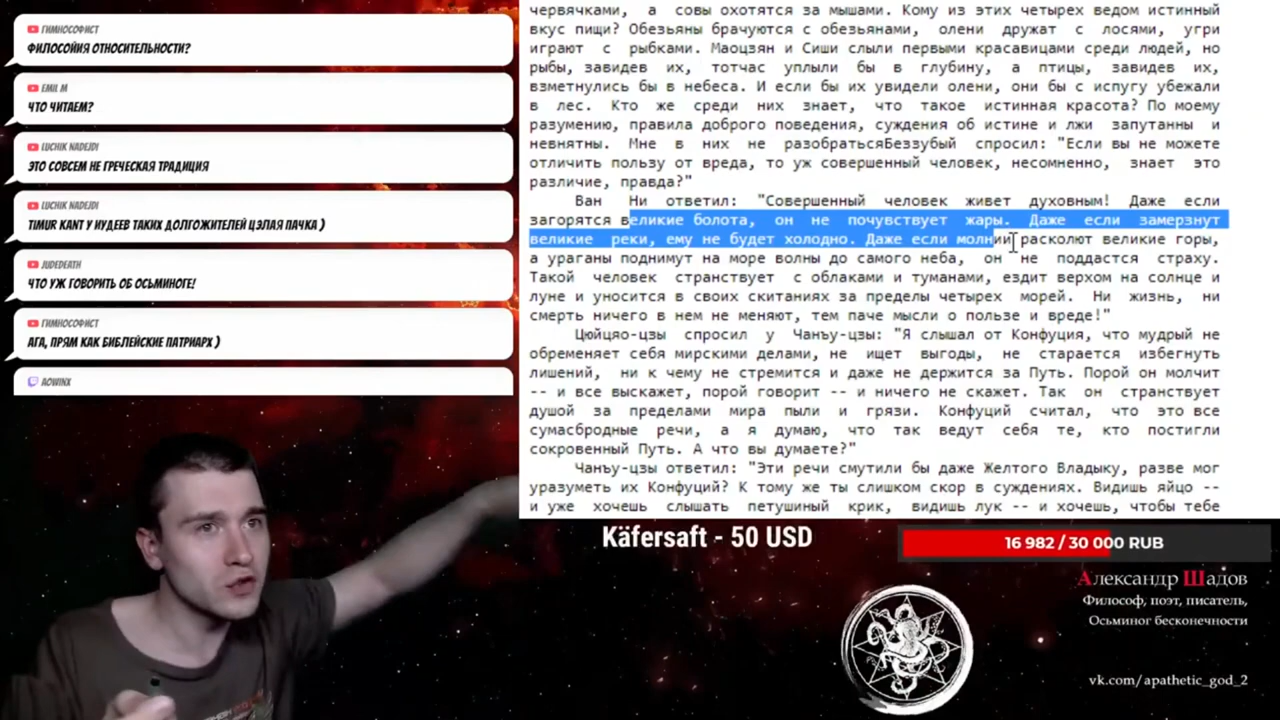 ГИМНОСОФИСТ
ФИЛОСОЙИЯ ОТНОСИТЕЛЬНОСТИ?
EMIL M
ЧТО ЧИТАЕМ?
LUCHIK NADEJDI
ЭТО СОВСЕМ НЕ ГРЕЧЕСКАЯ ТРАДИЦИЯ
LUCHIK NADEJDI
TIMUR KANT У ИУДЕЕВ ТАКИХ ДОЛГОЖИТЕЛЕЙ ЦЭЛАЯ ПАЧКА )
JUDEDEATH
ЧТО УЖ ГОВОРИТЬ ОБ ОСЬМИНОГЕ!
ГИМНОСОФИСТ
АГА, ПРЯМ КАК БИБЛЕЙСКИЕ ПАТРИАРХ )
AOWINX
червячками, а совы охотятся за мышами. Кому из этих четырех ведом истинный
вкус пищи? Обезьяны брачуются с обезьянами, олени дружат с лосями, угри
играют с рыбками. Маоцзян и Сиши слыли первыми красавицами среди людей, но
рыбы, завидев их, тотчас уплыли бы в глубину, а птицы, завидев их,
взметнулись бы в небеса. И если бы их увидели олени, они бы с испугу убежали
в лес. Кто же среди них знает, что такое истинная красота? По моему
разумению, правила доброго поведения, суждения об истине и лжи запутанны и
невнятны. Мне в них не разобратьсяБеззубый спросил: "Если вы не можете
отличить пользу от вреда, то уж совершенный человек, несомненно, знает это
различие, правда?"
Ван Ни ответил: "Совершенный человек живет духовным! Даже если
загорятся великие болота, он не почувствует жары. Даже если замерзнут
великие реки, ему не будет холодно. Даже если молнии расколют великие горы,
а ураганы поднимут на море волны до самого неба, он не поддастся страху.
Такой человек странствует с облаками и туманами, ездит верхом на солнце и
луне и уносится в своих скитаниях за пределы четырех морей. Ни жизнь, ни
смерть ничего в нем не меняют, тем паче мысли о пользе и вреде!"
Цюйцяо-цзы спросил у Чанъу-цзы: "Я слышал от Конфуция, что мудрый не
обременяет себя мирскими делами, не ищет выгоды, не старается избегнуть
лишений, ни к чему не стремится и даже не держится за Путь. Порой он молчит
-- и все выскажет, порой говорит -- и ничего не скажет. Так он странствует
душой за пределами мира пыли и грязи. Конфуций считал, что это все
сумасбродные речи, а я думаю, что так ведут себя те, кто постигли
сокровенный Путь. А что вы думаете?"
Чанъу-цзы ответил: "Эти речи смутили бы даже Желтого Владыку, разве мог
уразуметь их Конфуций? К тому же ты слишком скор в суждениях. Видишь яйцо --
и уже хочешь слышать петушиный крик, видишь лук -- и хочешь, чтобы тебе
Käfersaft - 50 USD
16 982 / 30 000 RUB
Александр Шадов
Философ, поэт, писатель,
Осьминог бесконечности
vk.com/apathetic_god_2